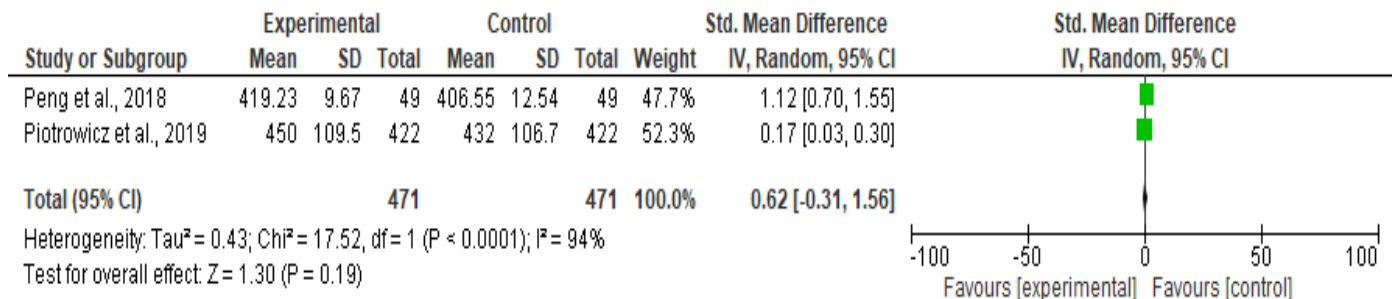 Experimental Control Std. Mean Difference Std. Mean Difference
Study or Subgroup Mean SD Total Mean SD Total Weight IV, Random, 95% CI IV, Random, 95% CI
Peng et al., 2018 419.23 9.67 49 406.55 12.54 49 47.7% 1.12 [0.70, 1.55]
Piotrowicz et al., 2019 450 109.5 422 432 106.7 422 52.3% 0.17 [0.03, 0.30]
Total (95% CI) 471 471 100.0% 0.62 [-0.31, 1.56]
Heterogeneity: Tau² = 0.43; Chi² = 17.52, df = 1 (P < 0.0001); I² = 94%
Test for overall effect: Z = 1.30 (P = 0.19)
-100 -50 0 50 100
Favours [experimental] Favours [control]